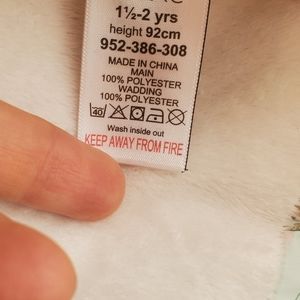 1½-2 yrs
height 92cm
952-386-308
MADE IN CHINA
MAIN
100% POLYESTER
WADDING
100% POLYESTER
40
Wash inside out
KEEP AWAY FROM FIRE